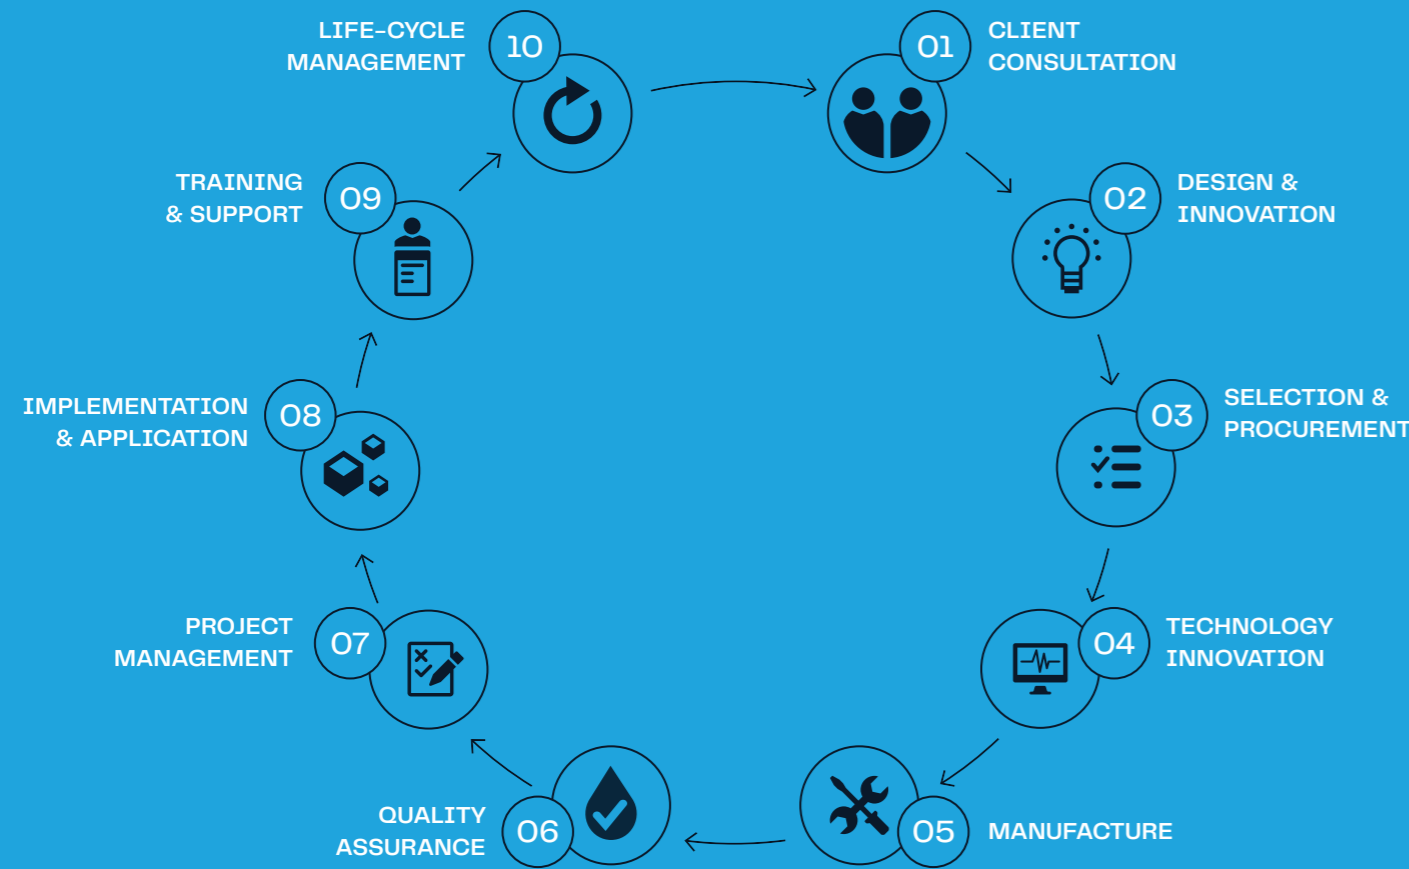 01
CLIENT
CONSULTATION
02
DESIGN &
INNOVATION
03
SELECTION &
PROCUREMENT
04
TECHNOLOGY
INNOVATION
05
MANUFACTURE
06
QUALITY
ASSURANCE
07
PROJECT
MANAGEMENT
08
IMPLEMENTATION
& APPLICATION
09
TRAINING
& SUPPORT
10
LIFE-CYCLE
MANAGEMENT